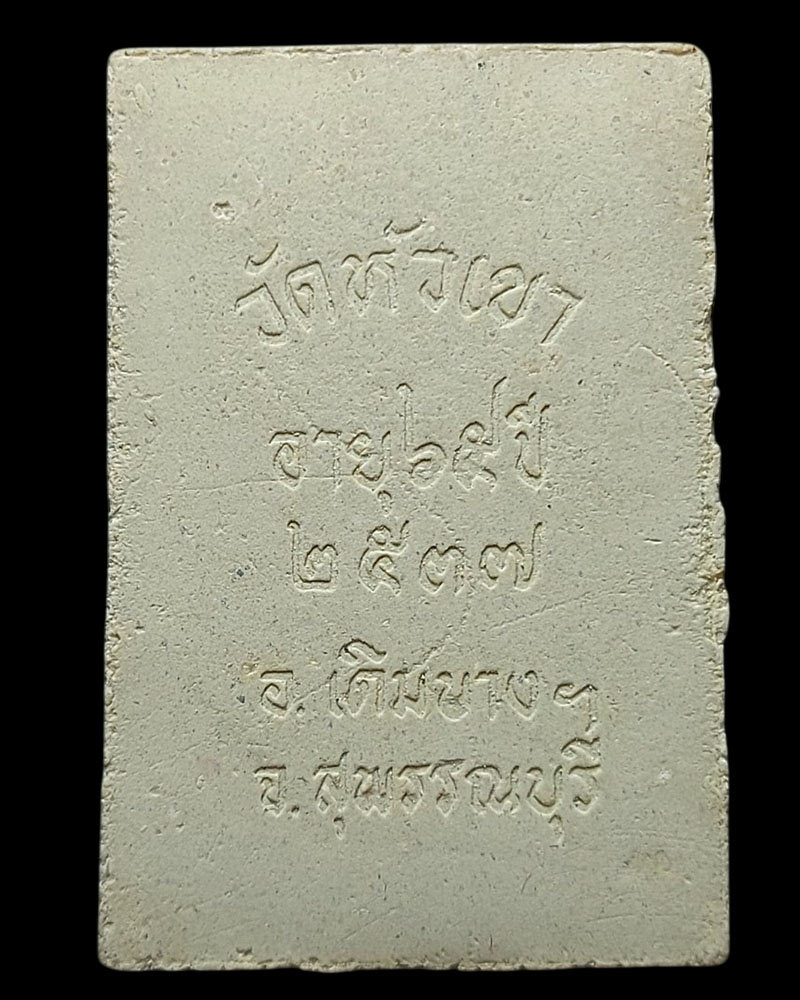 วัดหัวเขา
อายุ๖๕ปี
๒๕๓๗
อ. เดิมบางฯ
จ. สุพรรณบุรี